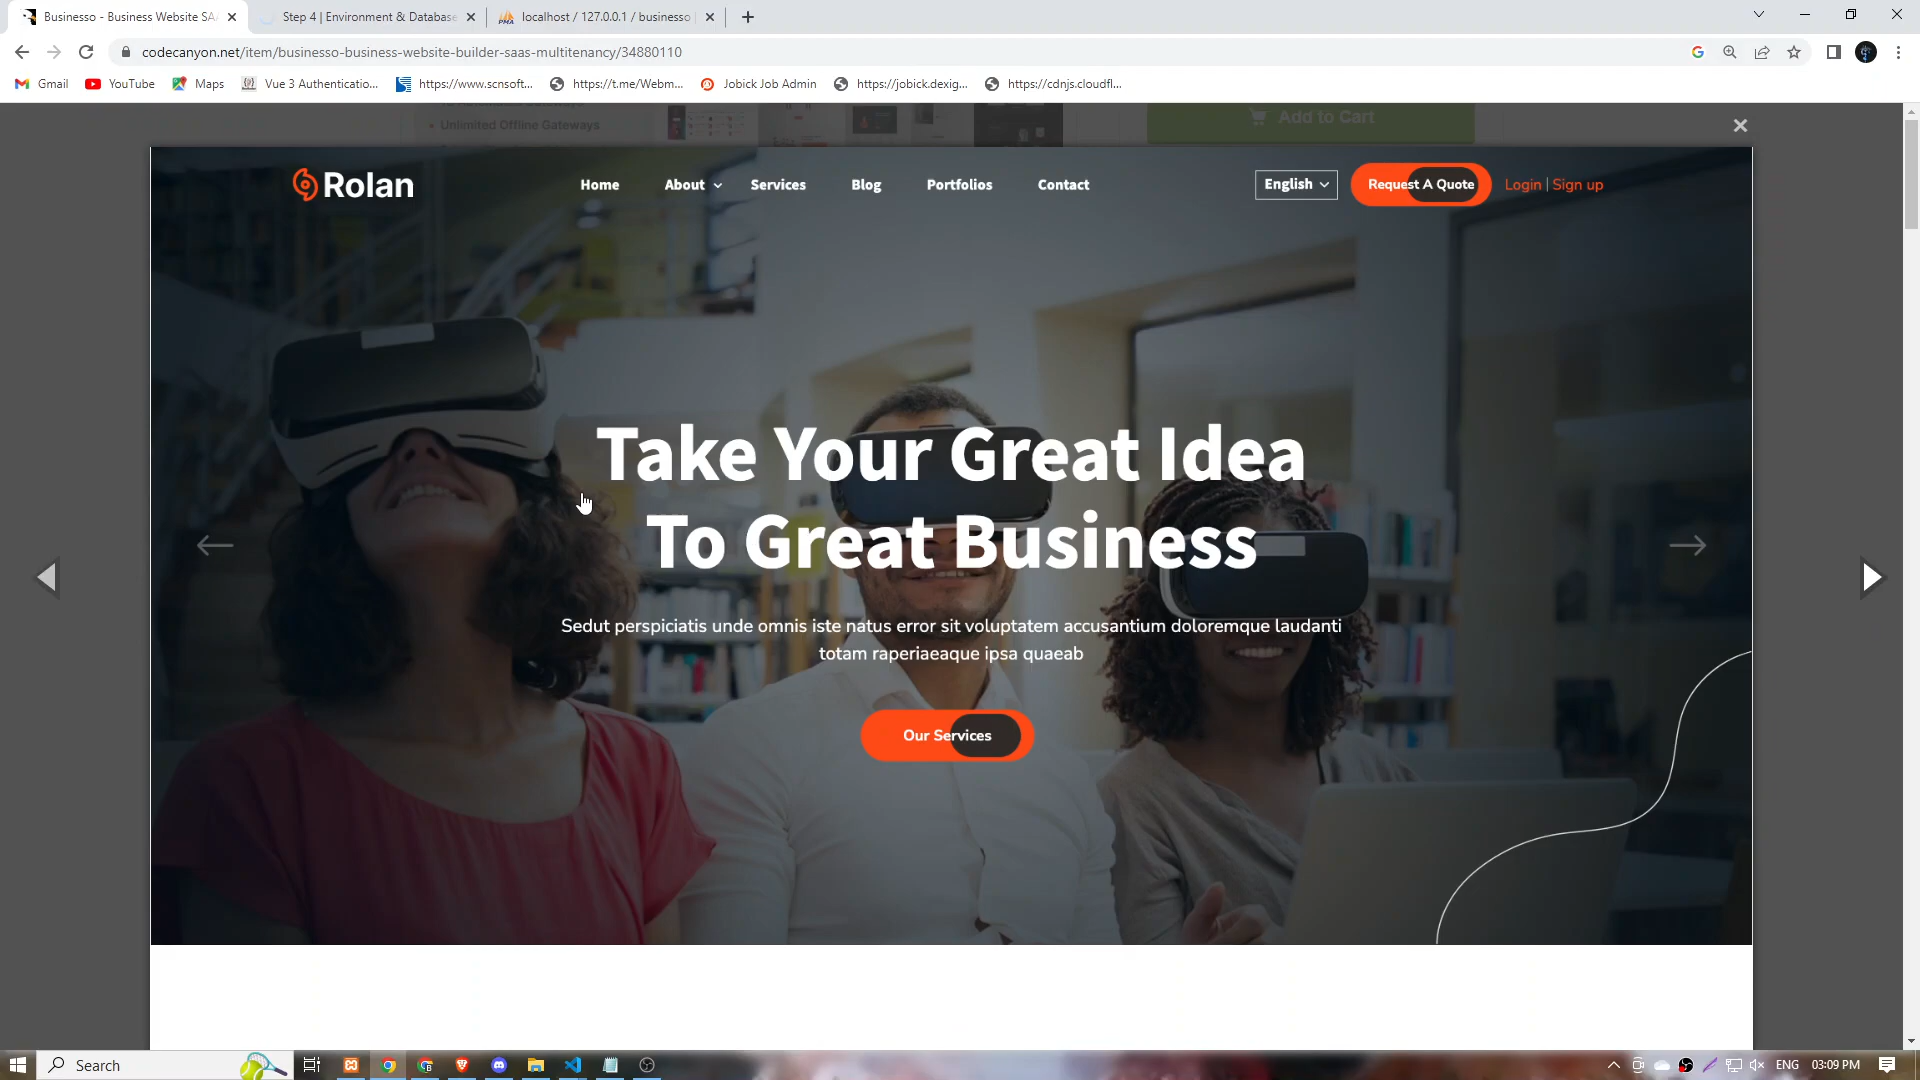 Businesso - Business Website SA
Step 4 | Environment & Database
localhost / 127.0.0.1 / businesso
codecanyon.net/item/businesso-business-website-builder-saas-multitenancy/34880110
Gmail
YouTube
Maps
Vue 3 Authenticatio...
https://www.scnsoft...
https://t.me/Webm...
Jobick Job Admin
https://jobick.dexig...
https://cdnjs.cloudfl...
Unlimited Offline Gateways
Add to Cart
Rolan
Home
About
Services
Blog
Portfolios
Contact
English
Request A Quote
Login | Sign up
Take Your Great Idea
To Great Business
Sedut perspiciatis unde omnis iste natus error sit voluptatem accusantium doloremque laudanti
totam raperiaeaque ipsa quaeab
Our Services
Search
ENG
03:09 PM